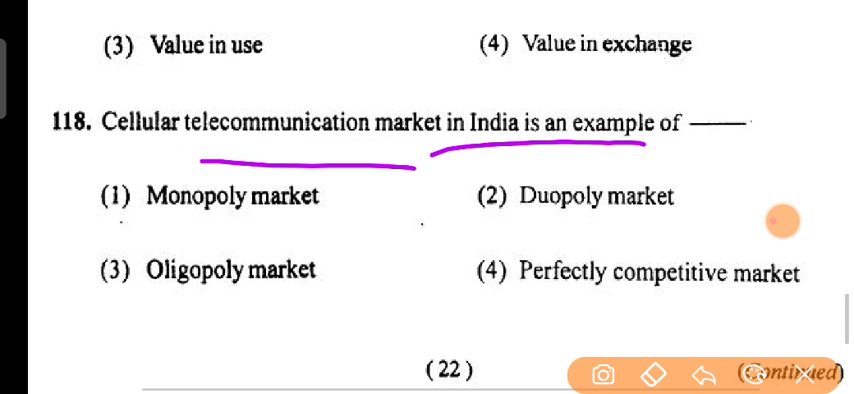 (3) Value in use (4) Value in exchange
118. Cellular telecommunication market in India is an example of ———
(1) Monopoly market (2) Duopoly market
(3) Oligopoly market (4) Perfectly competitive market
(22) (Continued)